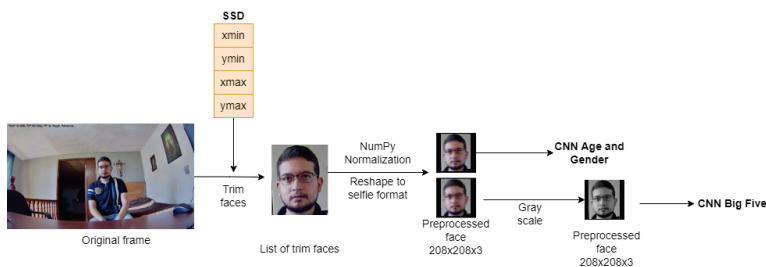 SSD
xmin
ymin
xmax
ymax
Trim
faces
Original frame
List of trim faces
NumPy
Normalization
Reshape to
selfie format
Preprocessed
face
208x208x3
CNN Age and
Gender
Gray
scale
Preprocessed
face
208x208x3
CNN Big Five